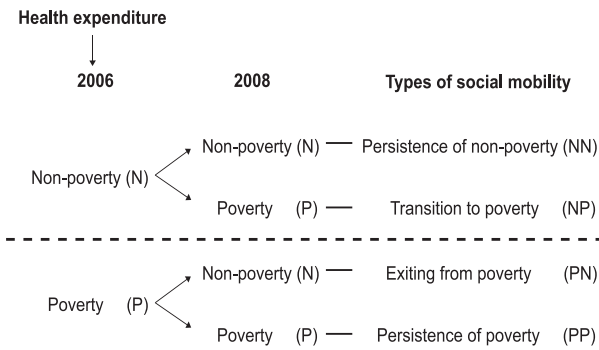 Health expenditure
2006 2008 Types of social mobility
Non-poverty (N) — Persistence of non-poverty (NN)
Non-poverty (N)
Poverty (P) — Transition to poverty (NP)
Non-poverty (N) — Exiting from poverty (PN)
Poverty (P)
Poverty (P) — Persistence of poverty (PP)